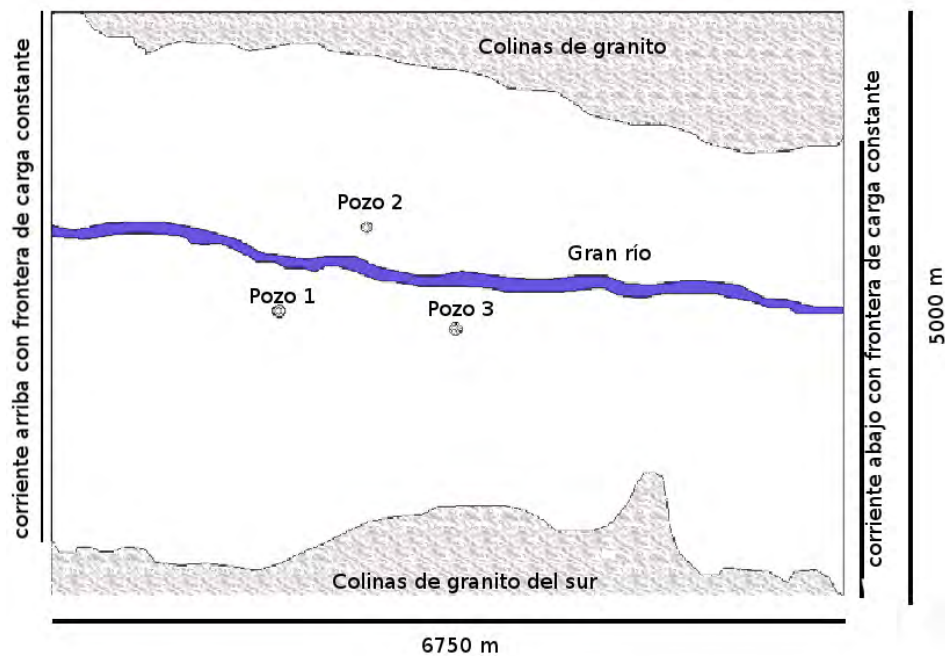 Colinas de granito
corriente arriba con frontera de carga constante
corriente abajo con frontera de carga constante
Pozo 2
Gran río
Pozo 1
Pozo 3
5000 m
Colinas de granito del sur
6750 m